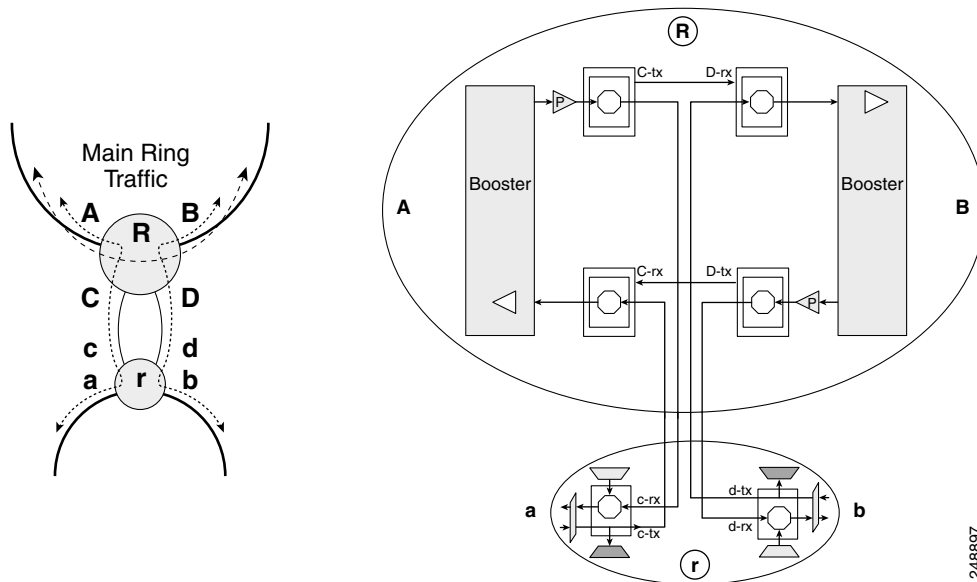 Main Ring
Traffic
A
B
R
C
D
c
d
a
r
b
R
C-tx
D-rx
P
Booster
Booster
A
B
C-rx
D-tx
P
c-rx
c-tx
d-tx
d-rx
a
b
r
248897